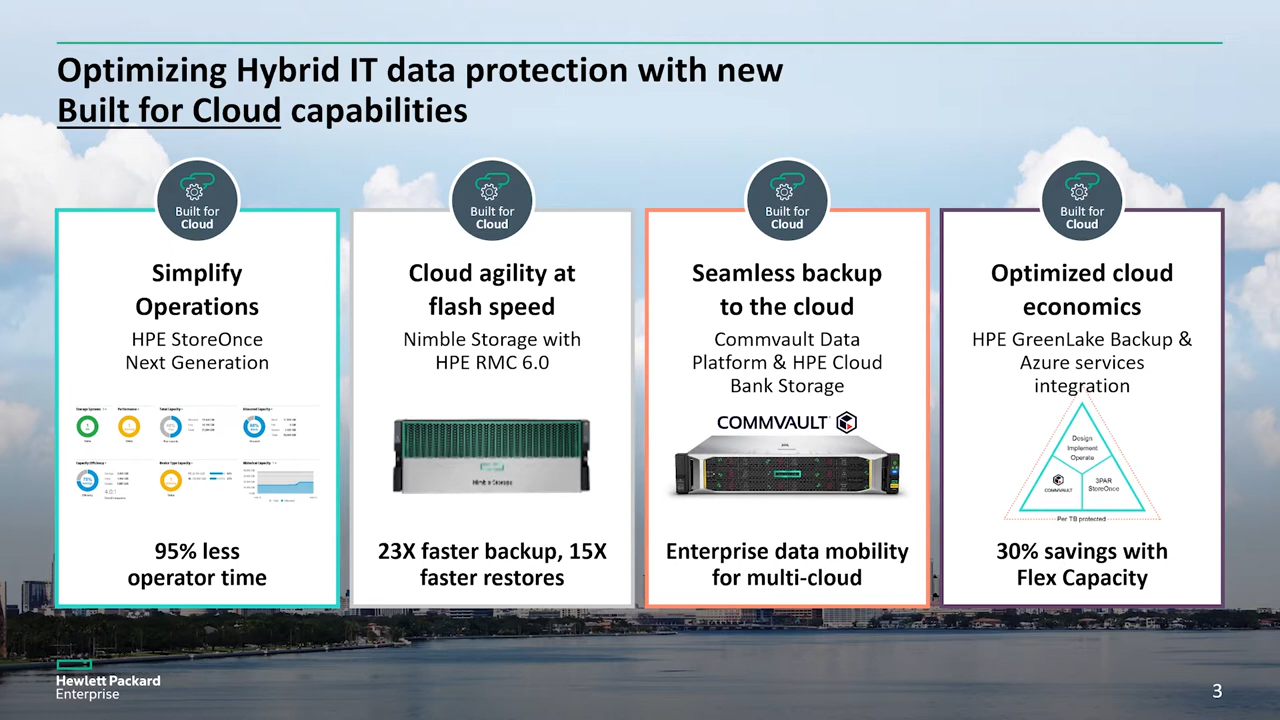 Optimizing Hybrid IT data protection with new
Built for Cloud capabilities
Built for
Cloud
Simplify
Operations
HPE StoreOnce
Next Generation
95% less
operator time
Built for
Cloud
Cloud agility at
flash speed
Nimble Storage with
HPE RMC 6.0
Nimble Storage
23X faster backup, 15X
faster restores
Built for
Cloud
Seamless backup
to the cloud
Commvault Data
Platform & HPE Cloud
Bank Storage
COMMVAULT
Enterprise data mobility
for multi-cloud
Built for
Cloud
Optimized cloud
economics
HPE GreenLake Backup &
Azure services
integration
Design
Implement
Operate
COMMVAULT
3PAR
StoreOnce
Per TB protected
30% savings with
Flex Capacity
Hewlett Packard
Enterprise
3